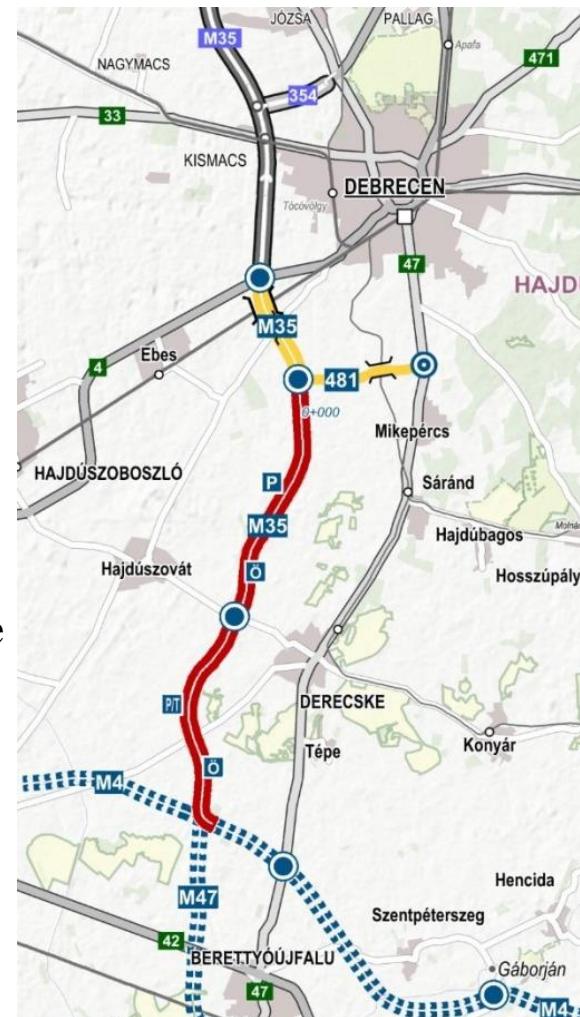 JÓZSA
PALLAG
M35
Apafa
471
NAGYMACS
354
33
KISMACS
DEBRECEN
Tócóvölgy
47
M35
Ebes
4
481
0+000
Mikepércs
HAJDÚSZOBOSZLÓ
P
Sáránd
M35
Hajdúbagos
Hajdúszovát
Ö
Hosszúpály
e
P/T
DERECSKE
Konyár
Tépe
Ö
M4
M47
Hencida
Szentpéterszeg
42
BERETTYÓÚJFALU
Gáborján
47
M4